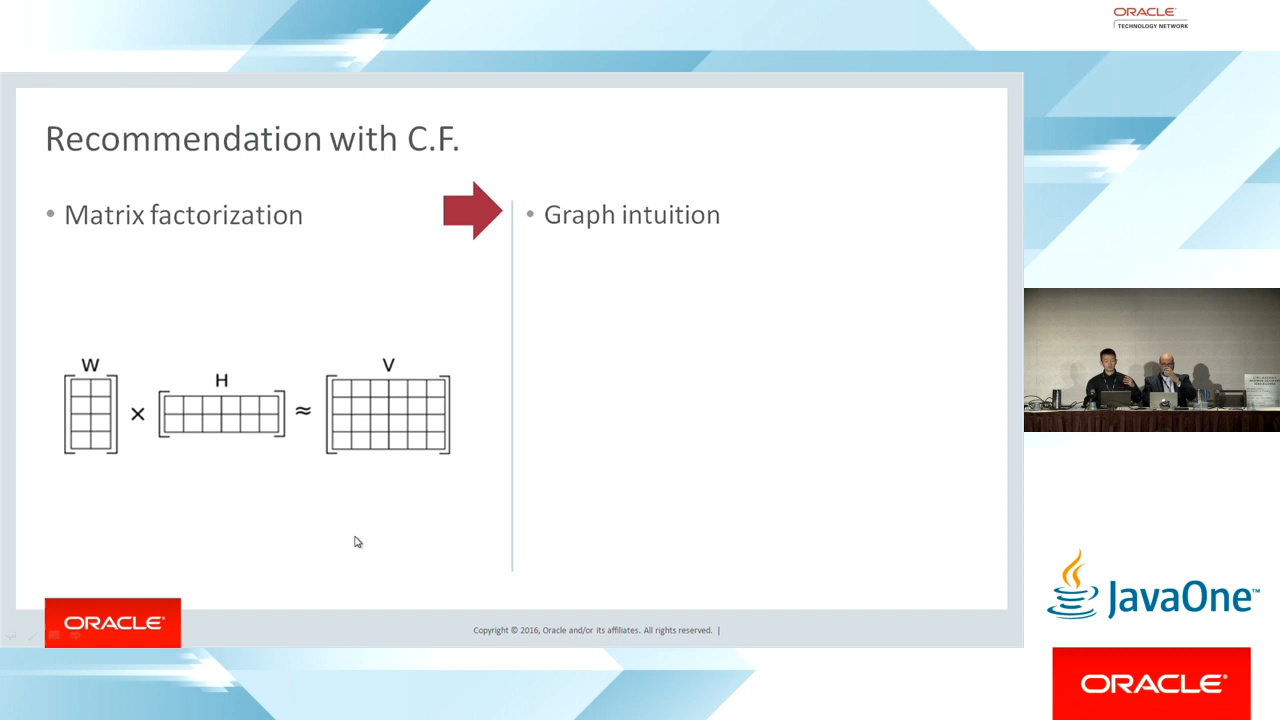 ORACLE
TECHNOLOGY NETWORK
Recommendation with C.F.
• Matrix factorization
• Graph intuition
W
H
V
×
≈
ORACLE
Copyright © 2016, Oracle and/or its affiliates. All rights reserved. |
JavaOne™
ORACLE